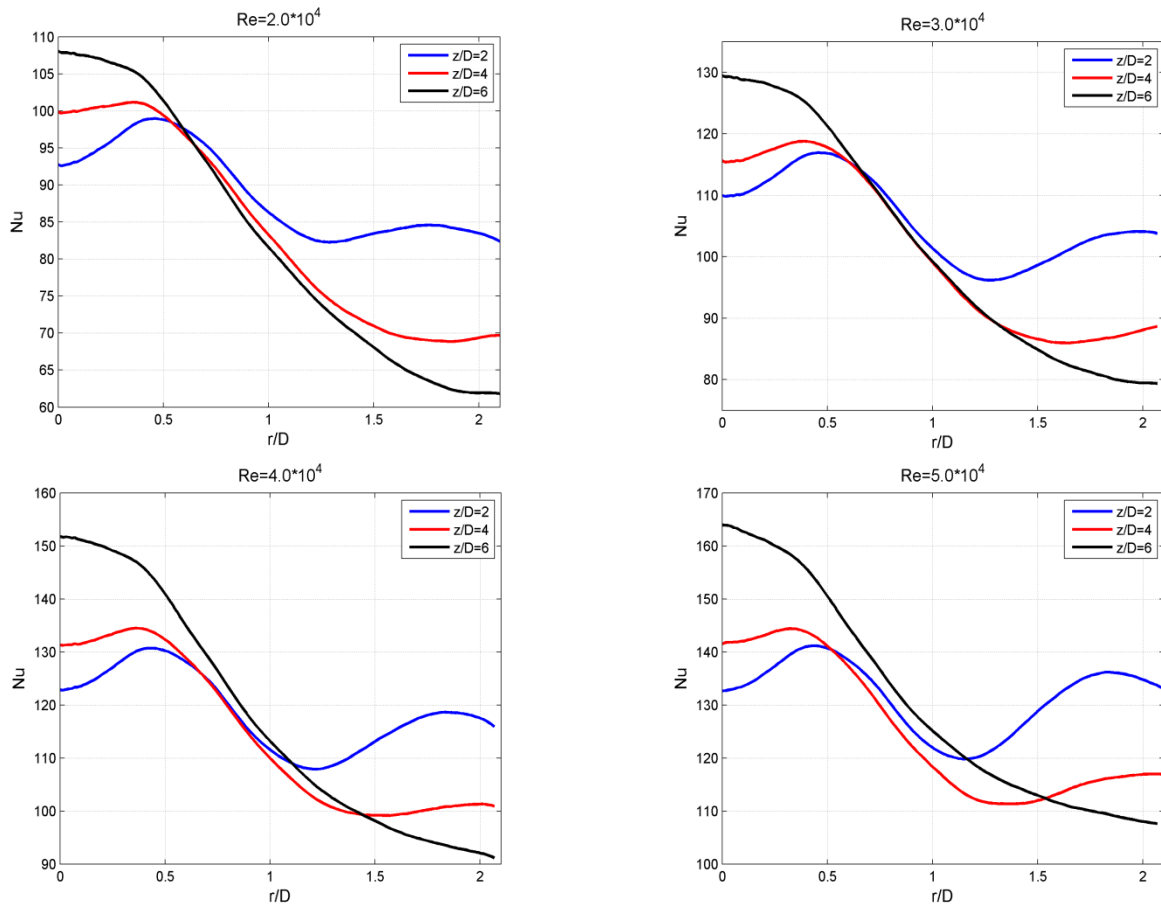 Re=2.0*10^4
110
105
100
95
90
85
80
75
70
65
60
Nu
z/D=2
z/D=4
z/D=6
0
0.5
1
1.5
2
r/D
Re=3.0*10^4
130
120
110
100
90
80
Nu
z/D=2
z/D=4
z/D=6
0
0.5
1
1.5
2
r/D
Re=4.0*10^4
160
150
140
130
120
110
100
90
Nu
z/D=2
z/D=4
z/D=6
0
0.5
1
1.5
2
r/D
Re=5.0*10^4
170
160
150
140
130
120
110
100
Nu
z/D=2
z/D=4
z/D=6
0
0.5
1
1.5
2
r/D